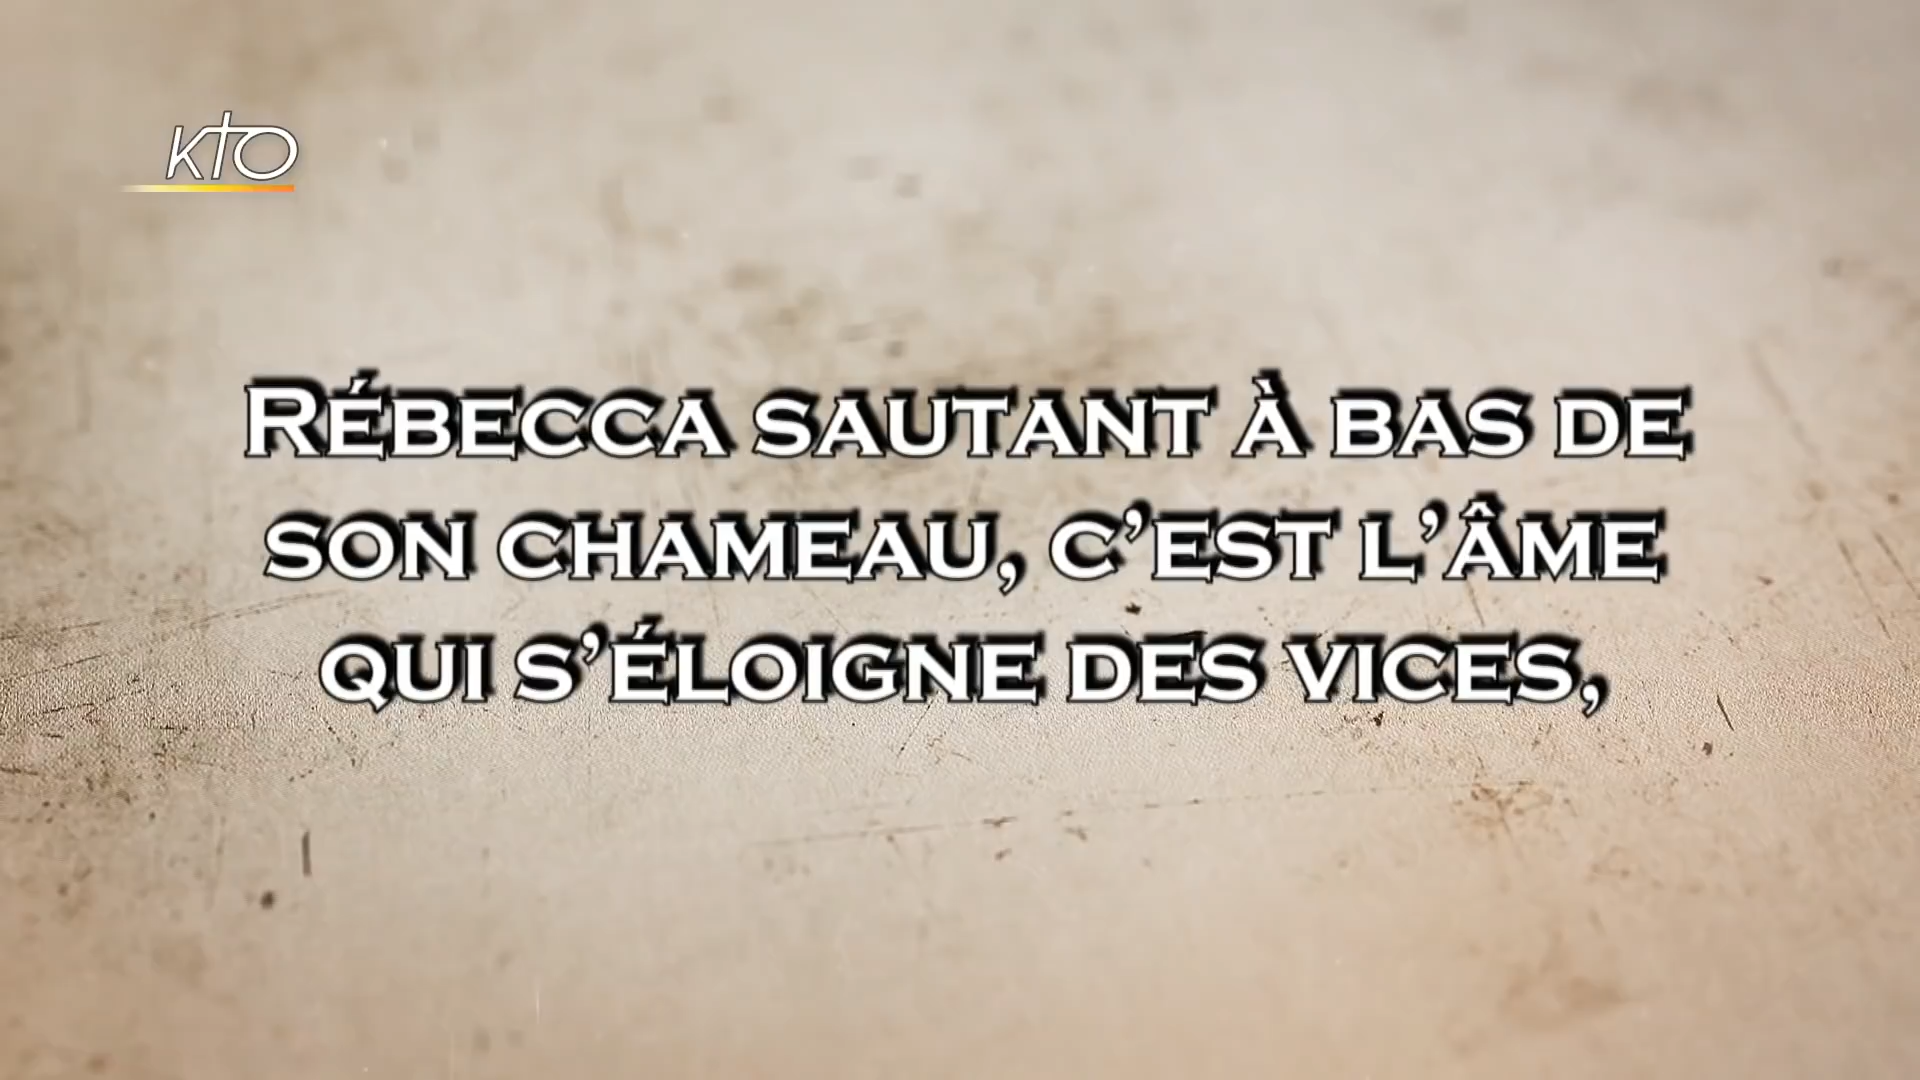 KTO
Rébecca sautant à bas de
son chameau, c’est l’âme
qui s’éloigne des vices,